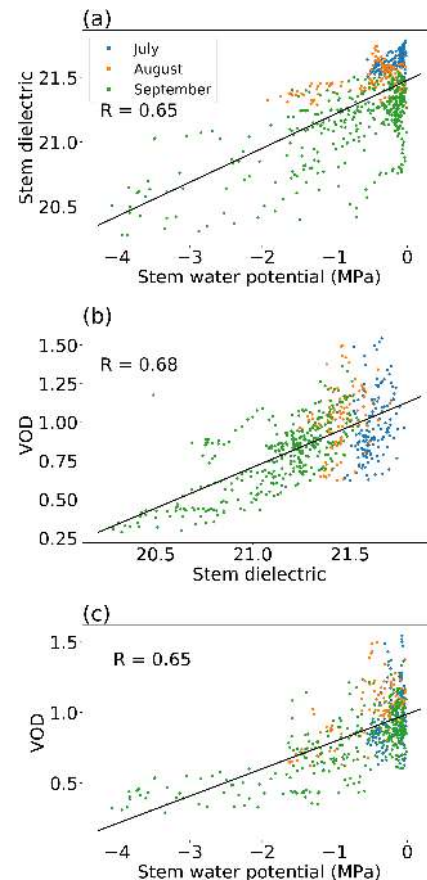 (a)
July
August
September
R = 0.65
21.5
21.0
20.5
Stem dielectric
−4 −3 −2 −1 0
Stem water potential (MPa)
(b)
R = 0.68
1.50
1.25
1.00
0.75
0.50
0.25
VOD
20.5 21.0 21.5
Stem dielectric
(c)
R = 0.65
1.5
1.0
0.5
VOD
−4 −3 −2 −1 0
Stem water potential (MPa)